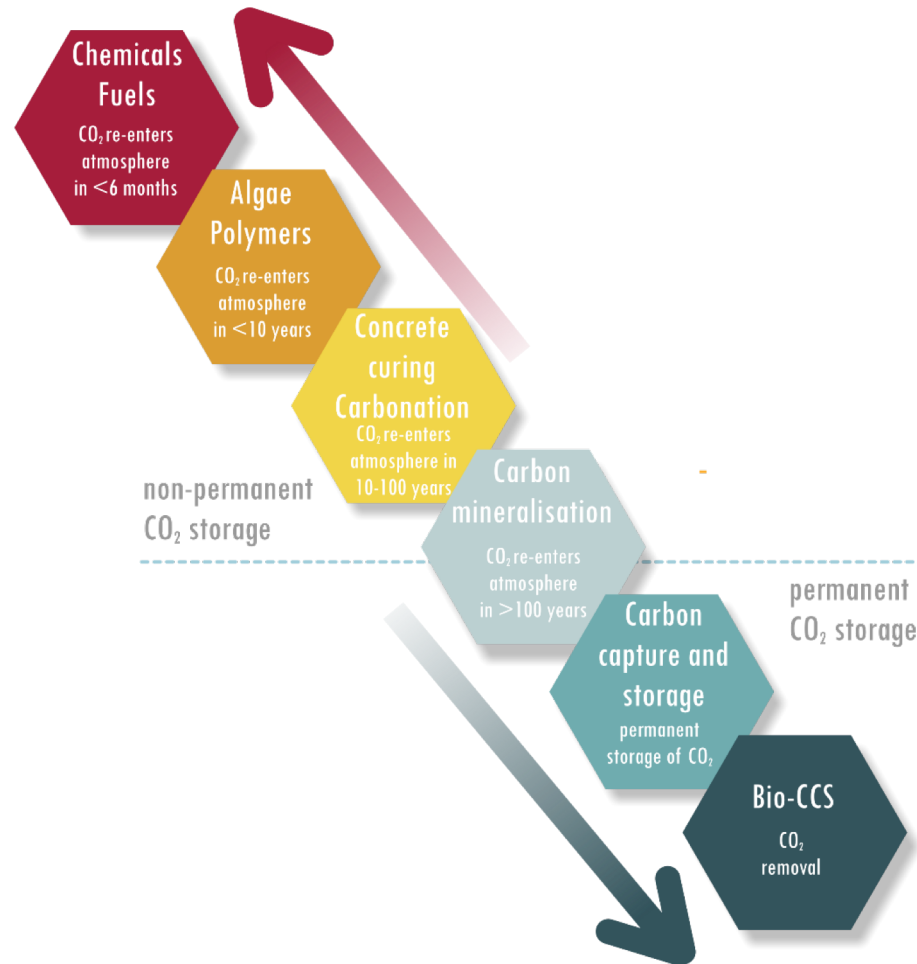 Chemicals
Fuels
CO₂ re-enters
atmosphere
in <6 months
Algae
Polymers
CO₂ re-enters
atmosphere
in <10 years
Concrete
curing
Carbonation
CO₂ re-enters
atmosphere in
10-100 years
non-permanent
CO₂ storage
Carbon
mineralisation
CO₂ re-enters
atmosphere
in >100 years
permanent
CO₂ storage
Carbon
capture and
storage
permanent
storage of CO₂
Bio-CCS
CO₂
removal